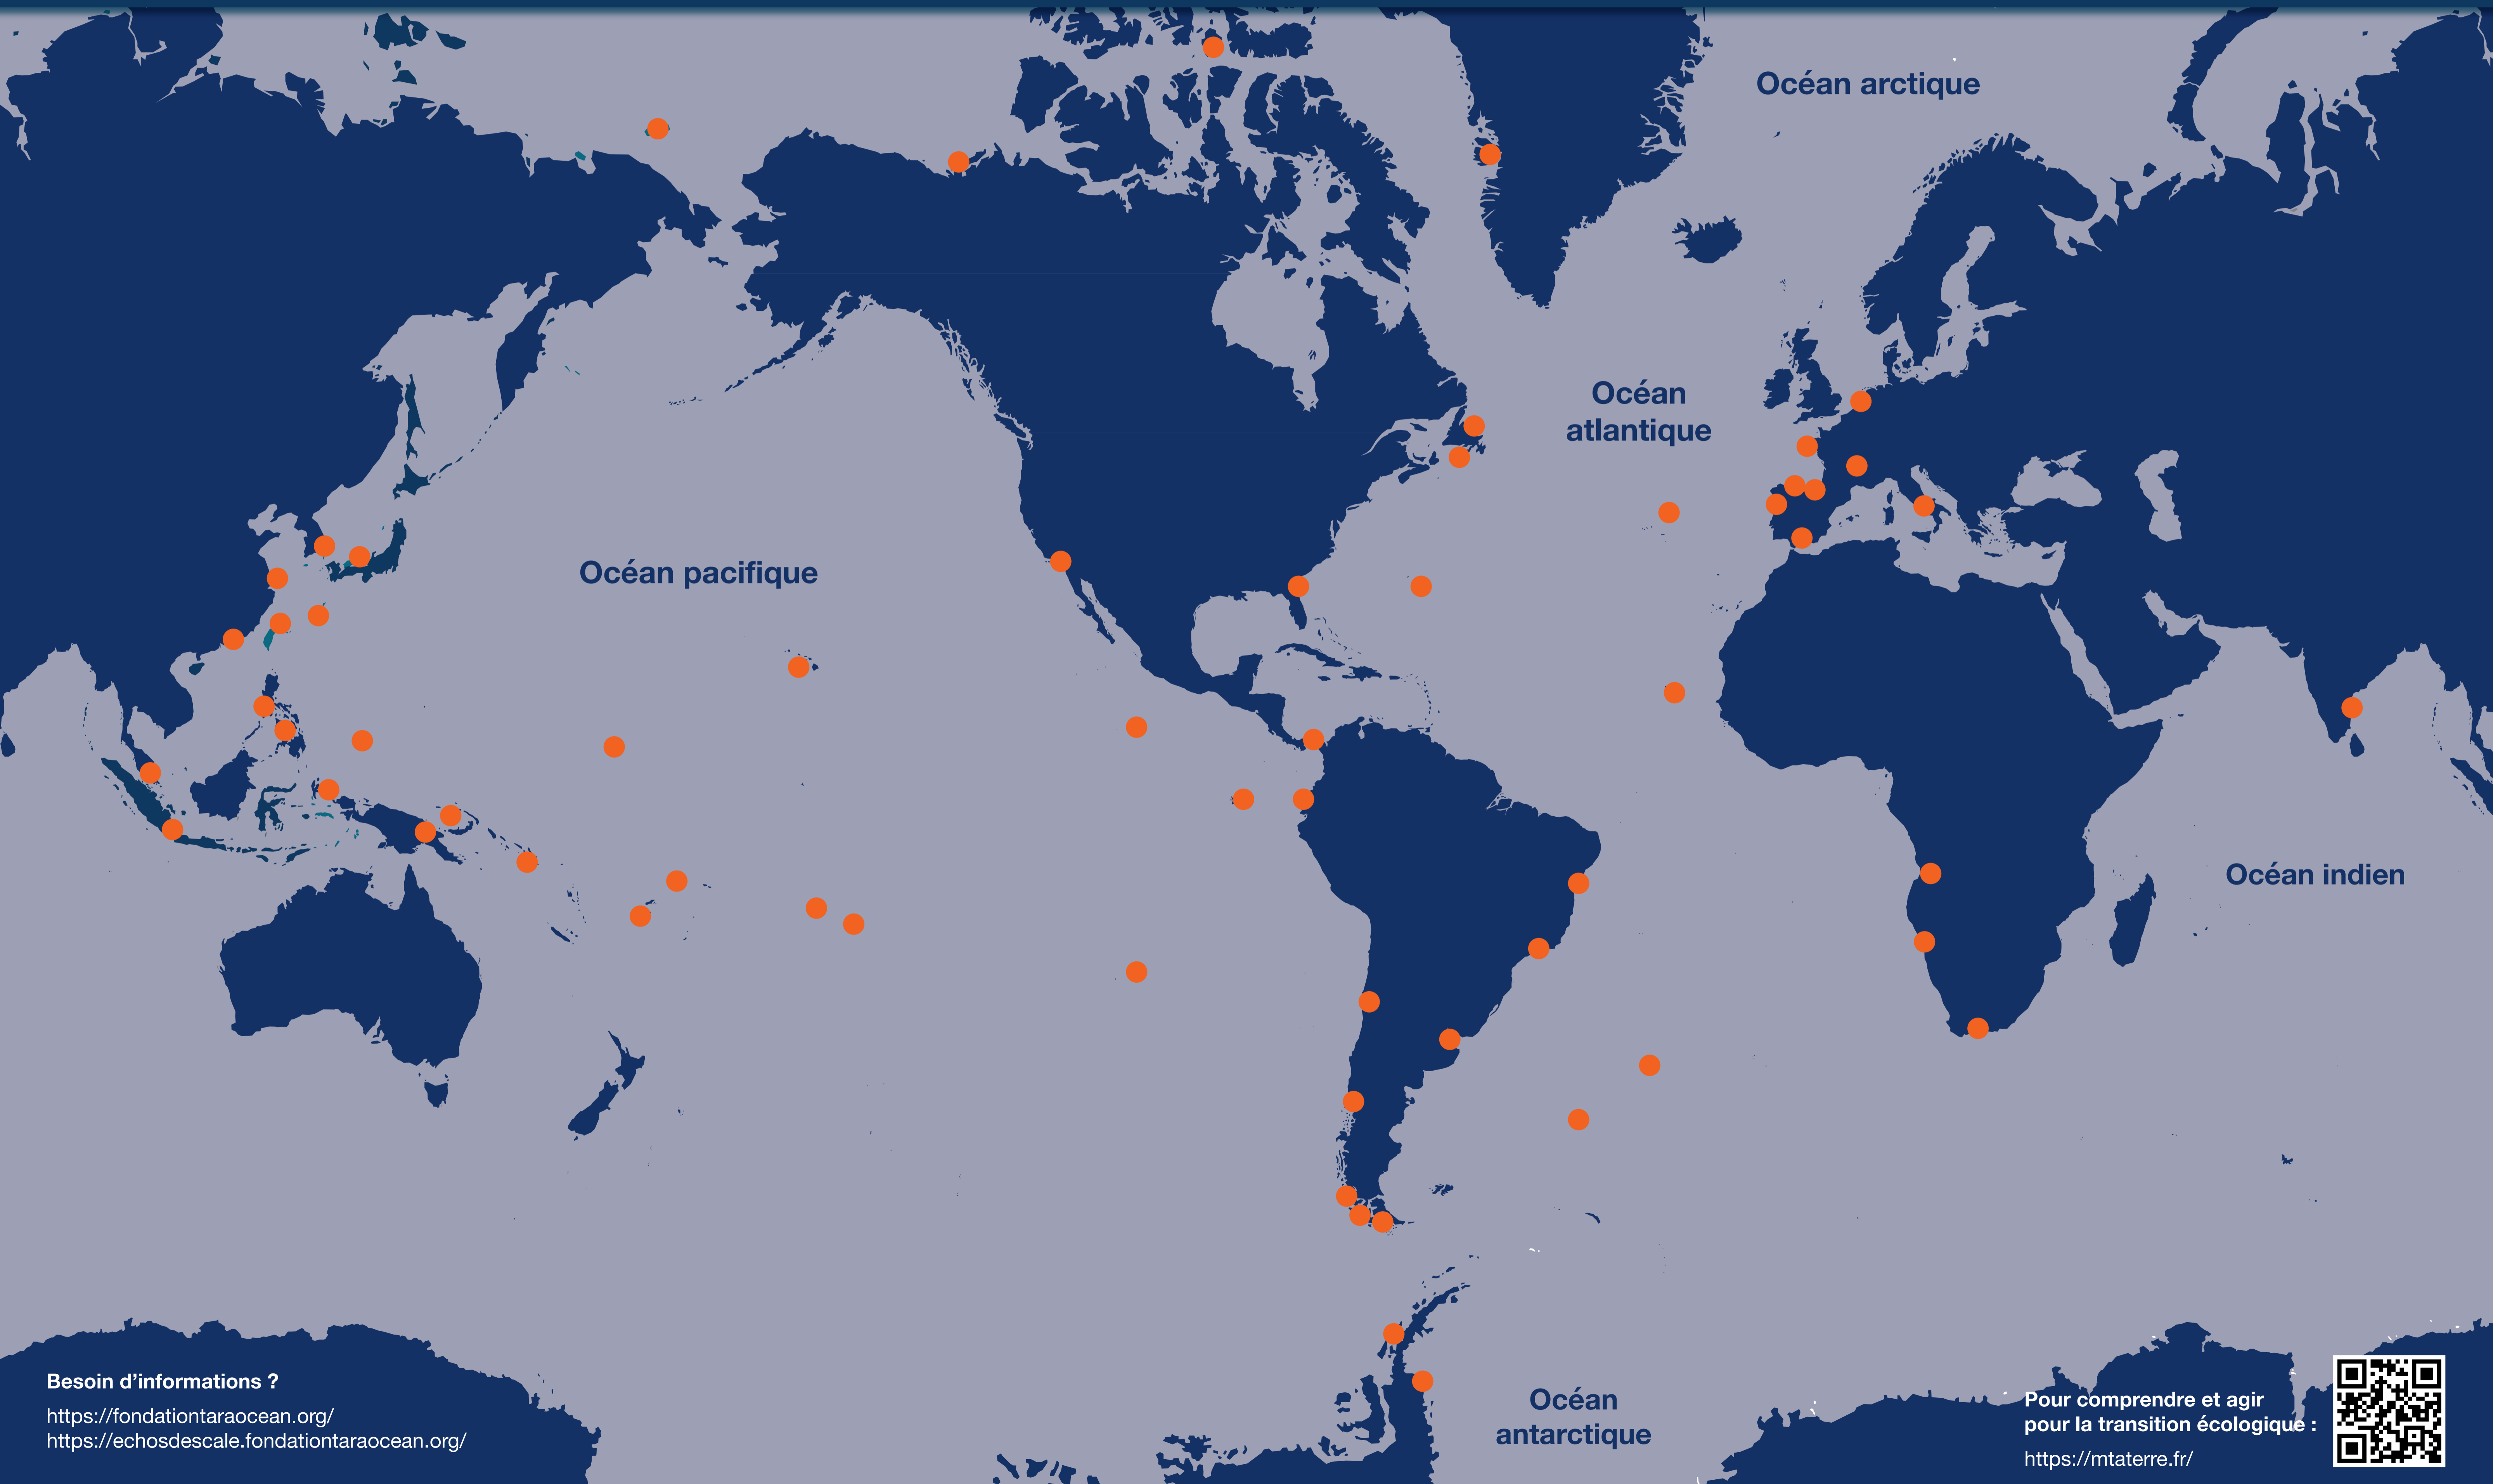 Océan arctique
Océan
atlantique
Océan pacifique
Océan indien
Océan
antarctique
Besoin d’informations ?
https://fondationtaraocean.org/
https://echosdescale.fondationtaraocean.org/
Pour comprendre et agir
pour la transition écologique :
https://mtaterre.fr/